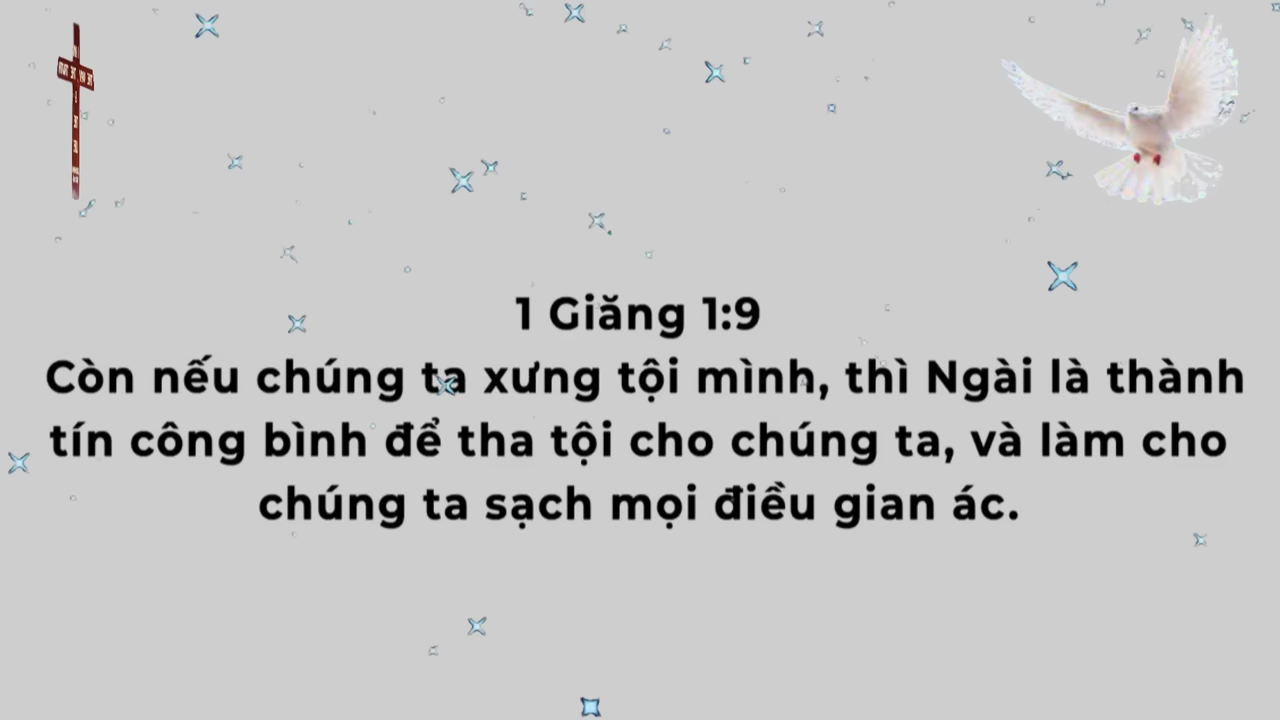 1 Giăng 1:9
Còn nếu chúng ta xưng tội mình, thì Ngài là thành
tín công bình để tha tội cho chúng ta, và làm cho
chúng ta sạch mọi điều gian ác.